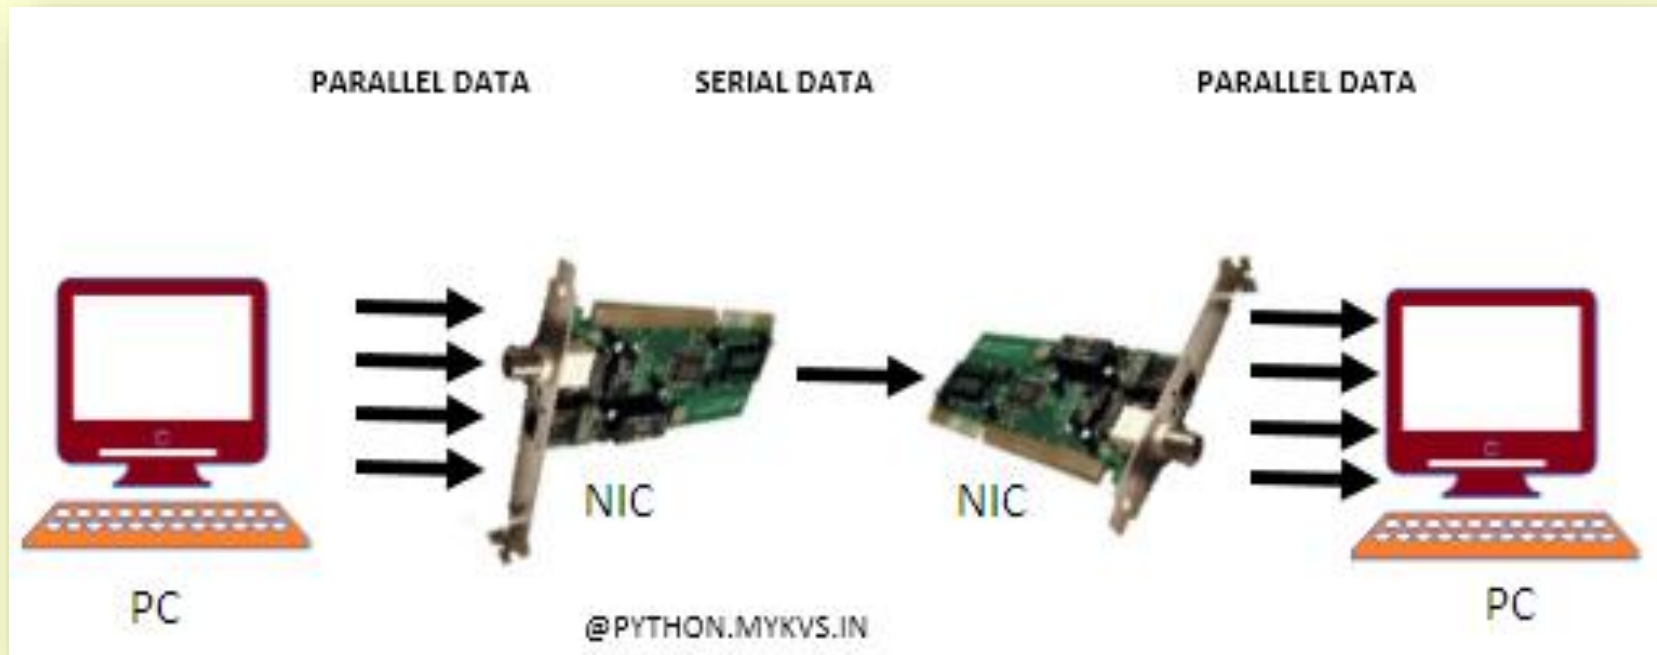 PARALLEL DATA SERIAL DATA PARALLEL DATA
NIC NIC
PC PC
@PYTHON.MYKVS.IN